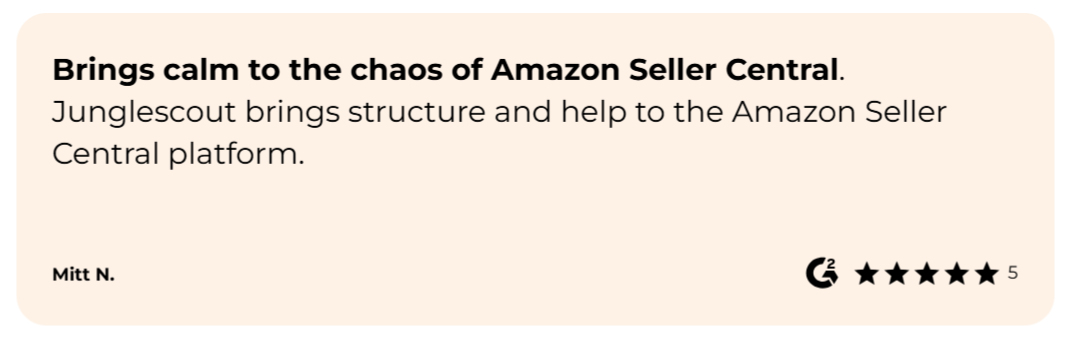 Brings calm to the chaos of Amazon Seller Central.
Junglescout brings structure and help to the Amazon Seller
Central platform.
Mitt N.
G2 ★★★★★ 5